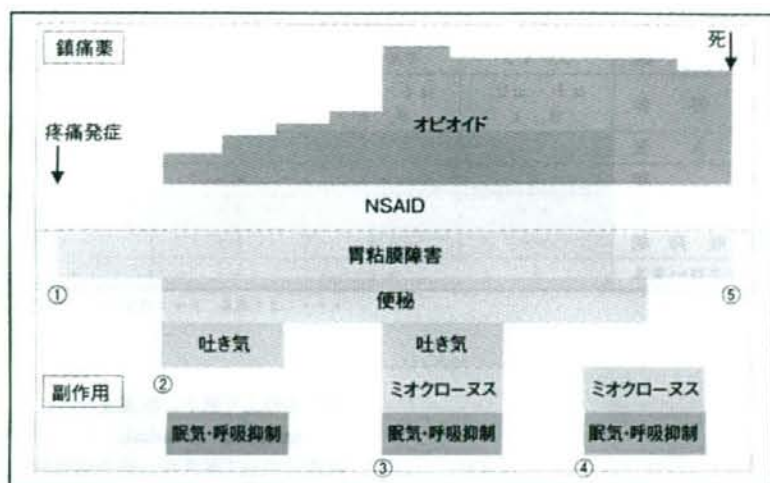 鎮痛薬
死
オピオイド
疼痛発症
NSAID
胃粘膜障害
①
⑤
便秘
吐き気 吐き気
②
副作用
ミオクローヌス ミオクローヌス
眠気・呼吸抑制 眠気・呼吸抑制 眠気・呼吸抑制
③ ④